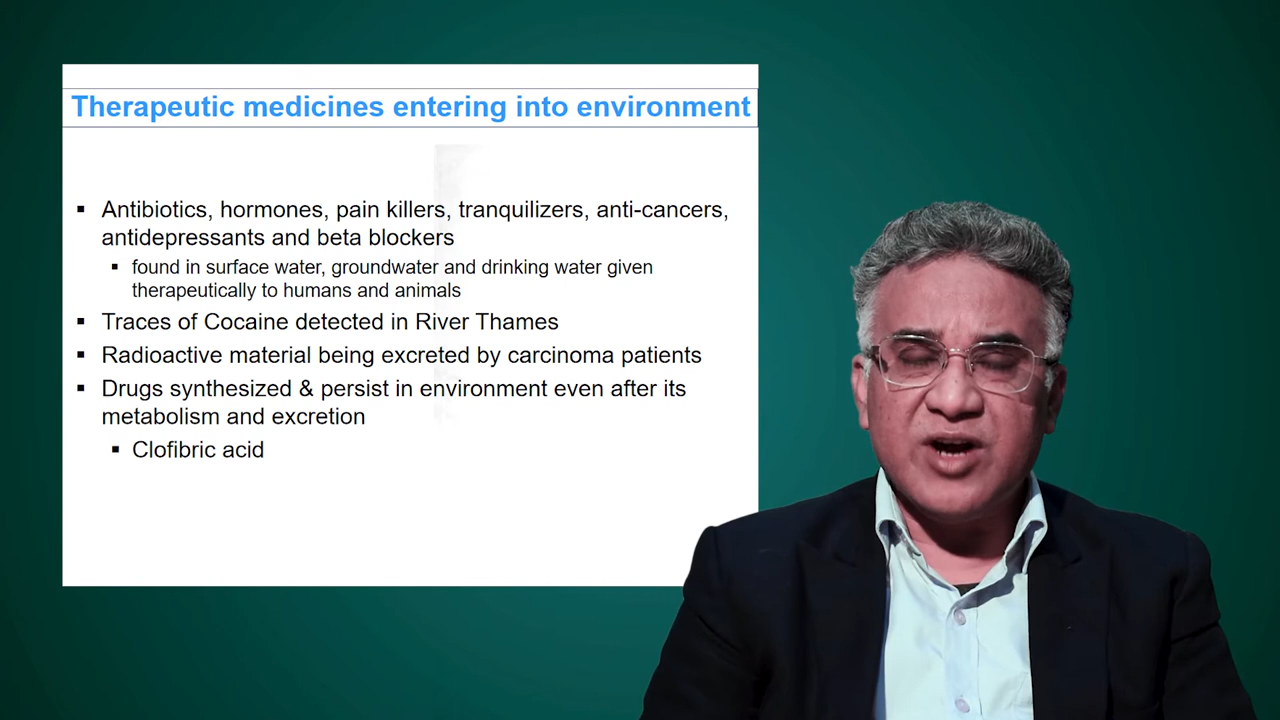 Therapeutic medicines entering into environment
▪ Antibiotics, hormones, pain killers, tranquilizers, anti-cancers,
antidepressants and beta blockers
▪ found in surface water, groundwater and drinking water given
therapeutically to humans and animals
▪ Traces of Cocaine detected in River Thames
▪ Radioactive material being excreted by carcinoma patients
▪ Drugs synthesized & persist in environment even after its
metabolism and excretion
▪ Clofibric acid